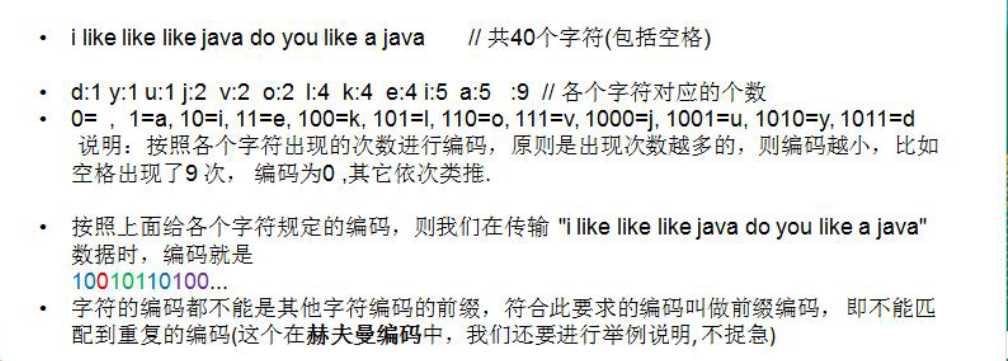 • i like like like java do you like a java // 共40个字符(包括空格)
• d:1 y:1 u:1 j:2 v:2 o:2 l:4 k:4 e:4 i:5 a:5 :9 // 各个字符对应的个数
• 0= , 1=a, 10=i, 11=e, 100=k, 101=l, 110=o, 111=v, 1000=j, 1001=u, 1010=y, 1011=d
说明：按照各个字符出现的次数进行编码，原则是出现次数越多的，则编码越小，比如
空格出现了9 次， 编码为0 ,其它依次类推.
• 按照上面给各个字符规定的编码，则我们在传输 "i like like like java do you like a java"
数据时，编码就是
10010110100...
• 字符的编码都不能是其他字符编码的前缀，符合此要求的编码叫做前缀编码， 即不能匹
配到重复的编码(这个在赫夫曼编码中，我们还要进行举例说明, 不捉急)